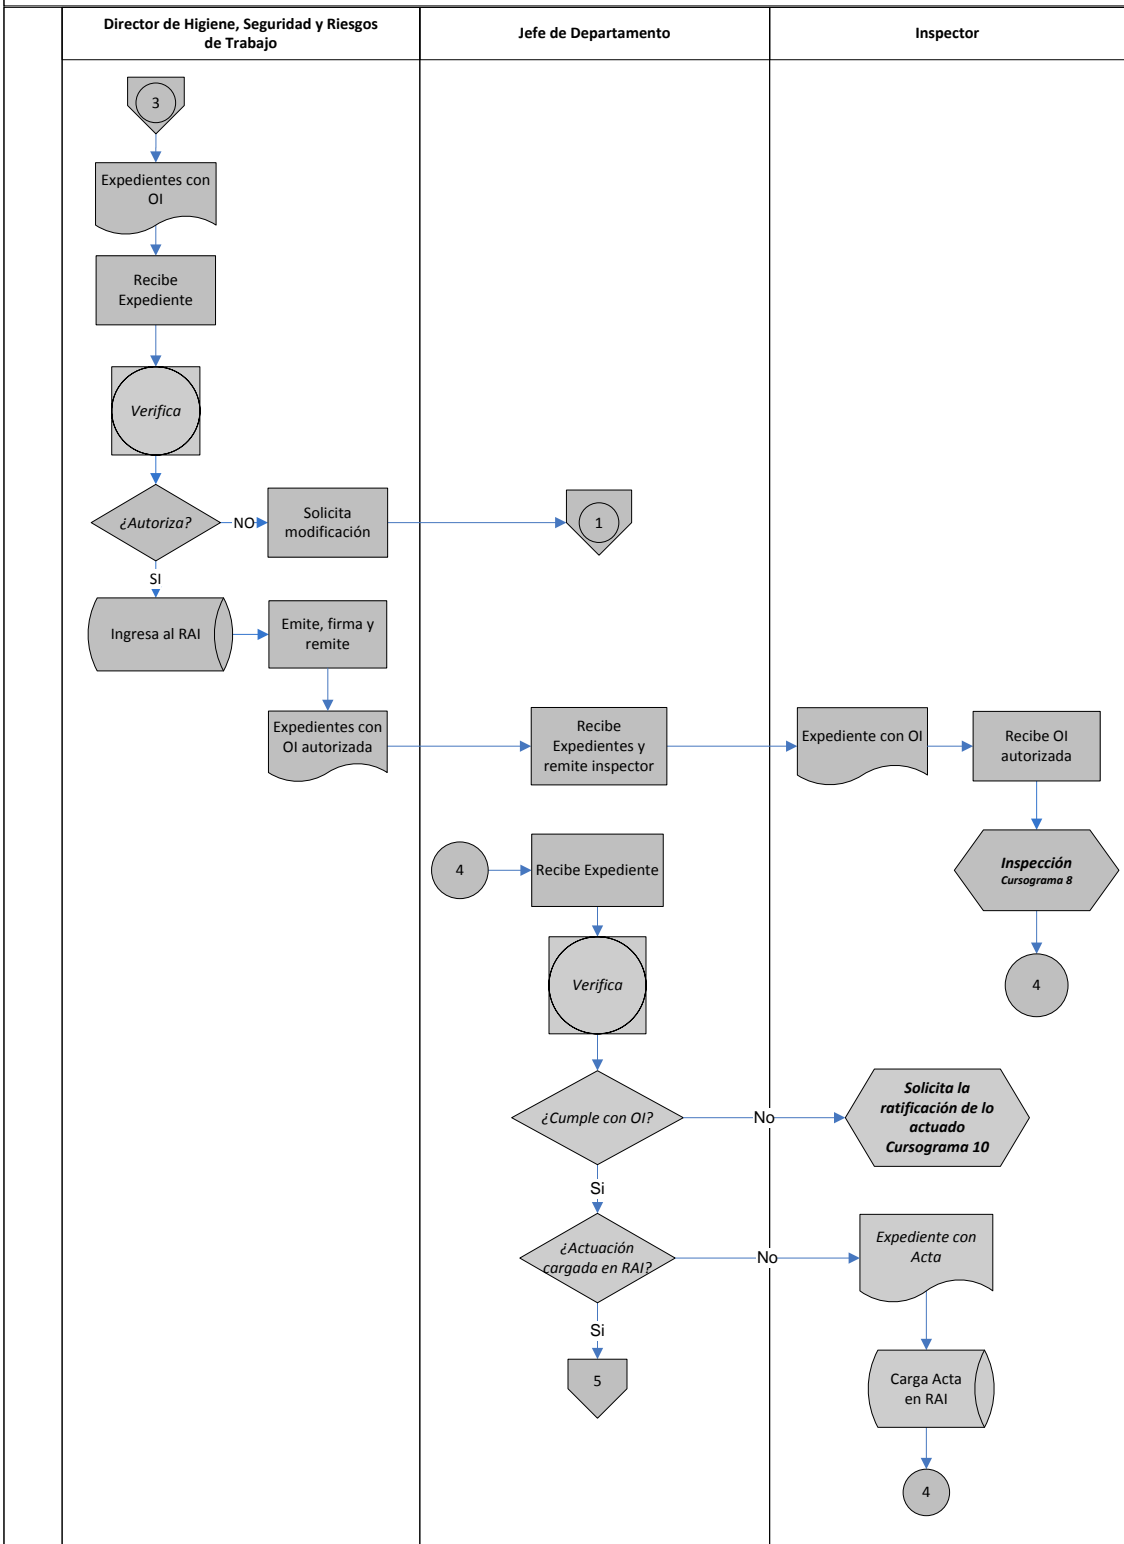 Director de Higiene, Seguridad y Riesgos
de Trabajo
Jefe de Departamento
Inspector
3
Expedientes con
OI
Recibe
Expediente
Verifica
¿Autoriza?
NO
Solicita
modificación
1
SI
Ingresa al RAI
Emite, firma y
remite
Expedientes con
OI autorizada
Recibe
Expedientes y
remite inspector
Expediente con OI
Recibe OI
autorizada
4
Recibe Expediente
Inspección
Cursograma 8
Verifica
4
¿Cumple con OI?
No
Solicita la
ratificación de lo
actuado
Cursograma 10
Si
¿Actuación
cargada en RAI?
No
Expediente con
Acta
Si
5
Carga Acta
en RAI
4